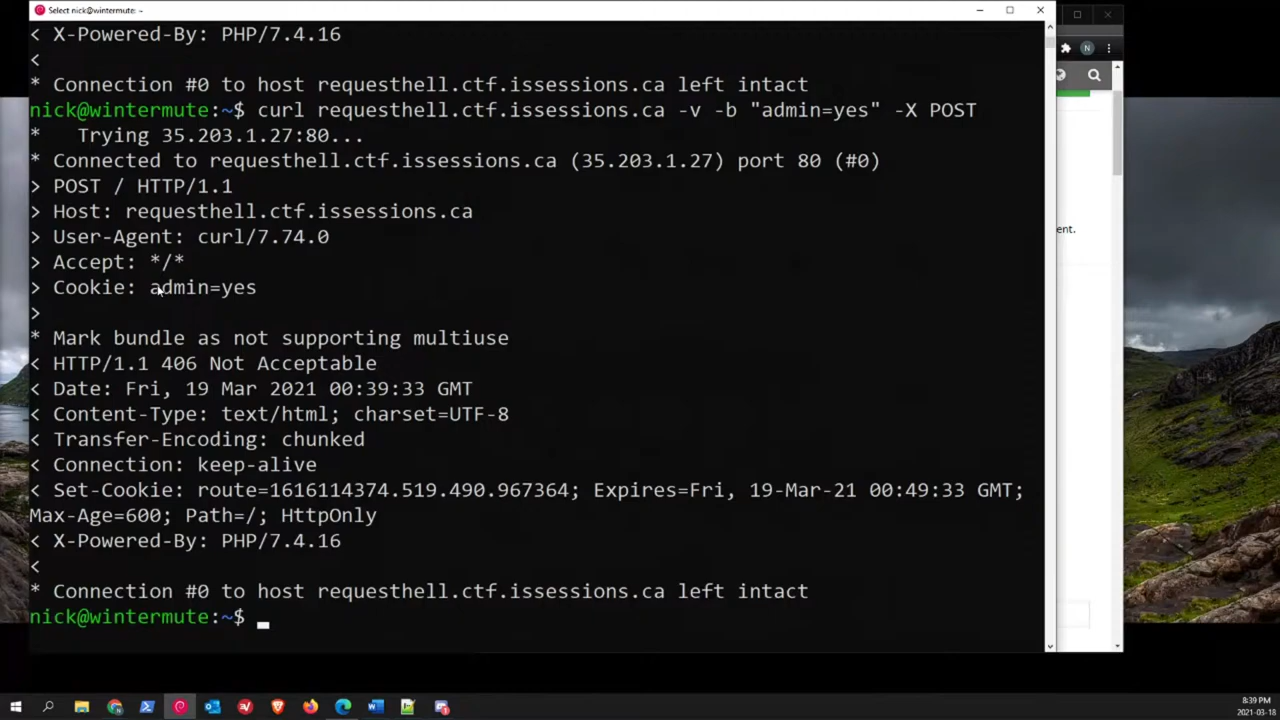 Select nick@wintermute: ~
< X-Powered-By: PHP/7.4.16
<
* Connection #0 to host requesthell.ctf.issessions.ca left intact
nick@wintermute:~$ curl requesthell.ctf.issessions.ca -v -b "admin=yes" -X POST
*   Trying 35.203.1.27:80...
* Connected to requesthell.ctf.issessions.ca (35.203.1.27) port 80 (#0)
> POST / HTTP/1.1
> Host: requesthell.ctf.issessions.ca
> User-Agent: curl/7.74.0
> Accept: */*
> Cookie: admin=yes
>
* Mark bundle as not supporting multiuse
< HTTP/1.1 406 Not Acceptable
< Date: Fri, 19 Mar 2021 00:39:33 GMT
< Content-Type: text/html; charset=UTF-8
< Transfer-Encoding: chunked
< Connection: keep-alive
< Set-Cookie: route=1616114374.519.490.967364; Expires=Fri, 19-Mar-21 00:49:33 GMT;
Max-Age=600; Path=/; HttpOnly
< X-Powered-By: PHP/7.4.16
<
* Connection #0 to host requesthell.ctf.issessions.ca left intact
nick@wintermute:~$
N
ent.
8:39 PM
2021-03-18